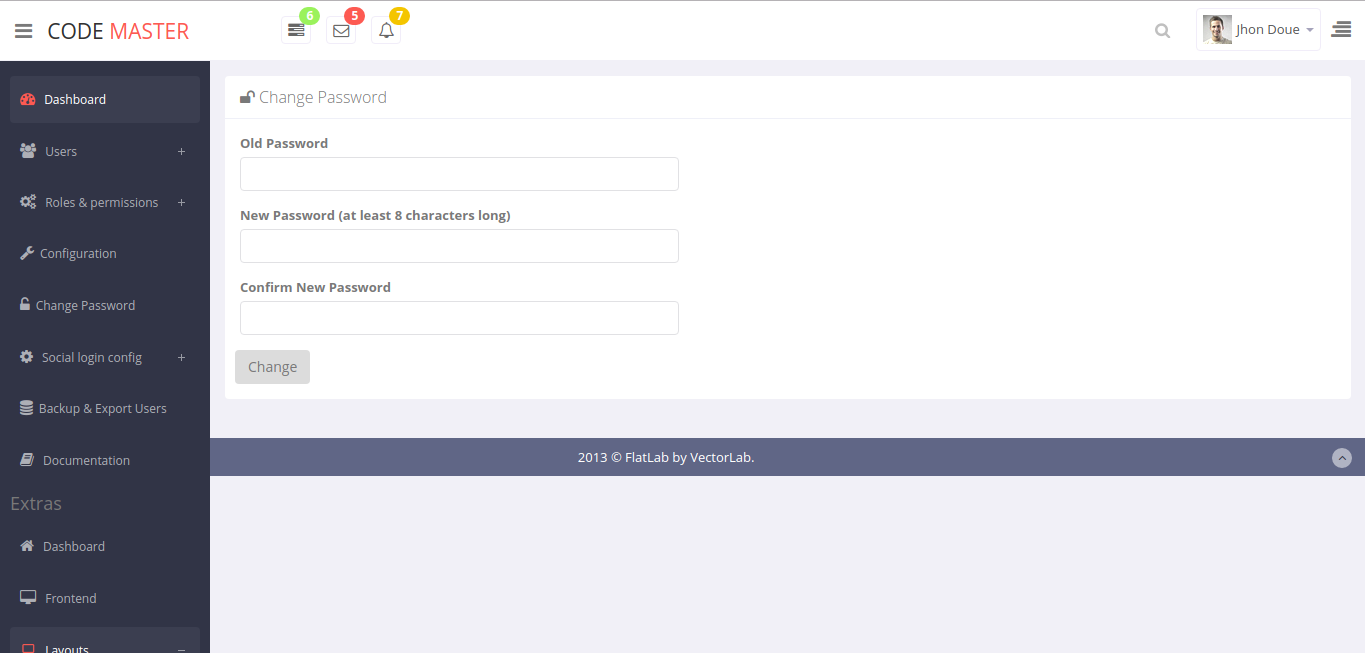 CODE MASTER
6
5
7
Jhon Doue
Dashboard
Users +
Roles & permissions +
Configuration
Change Password
Social login config +
Backup & Export Users
Documentation
Extras
Dashboard
Frontend
Layouts –
Change Password
Old Password
New Password (at least 8 characters long)
Confirm New Password
Change
2013 © FlatLab by VectorLab.